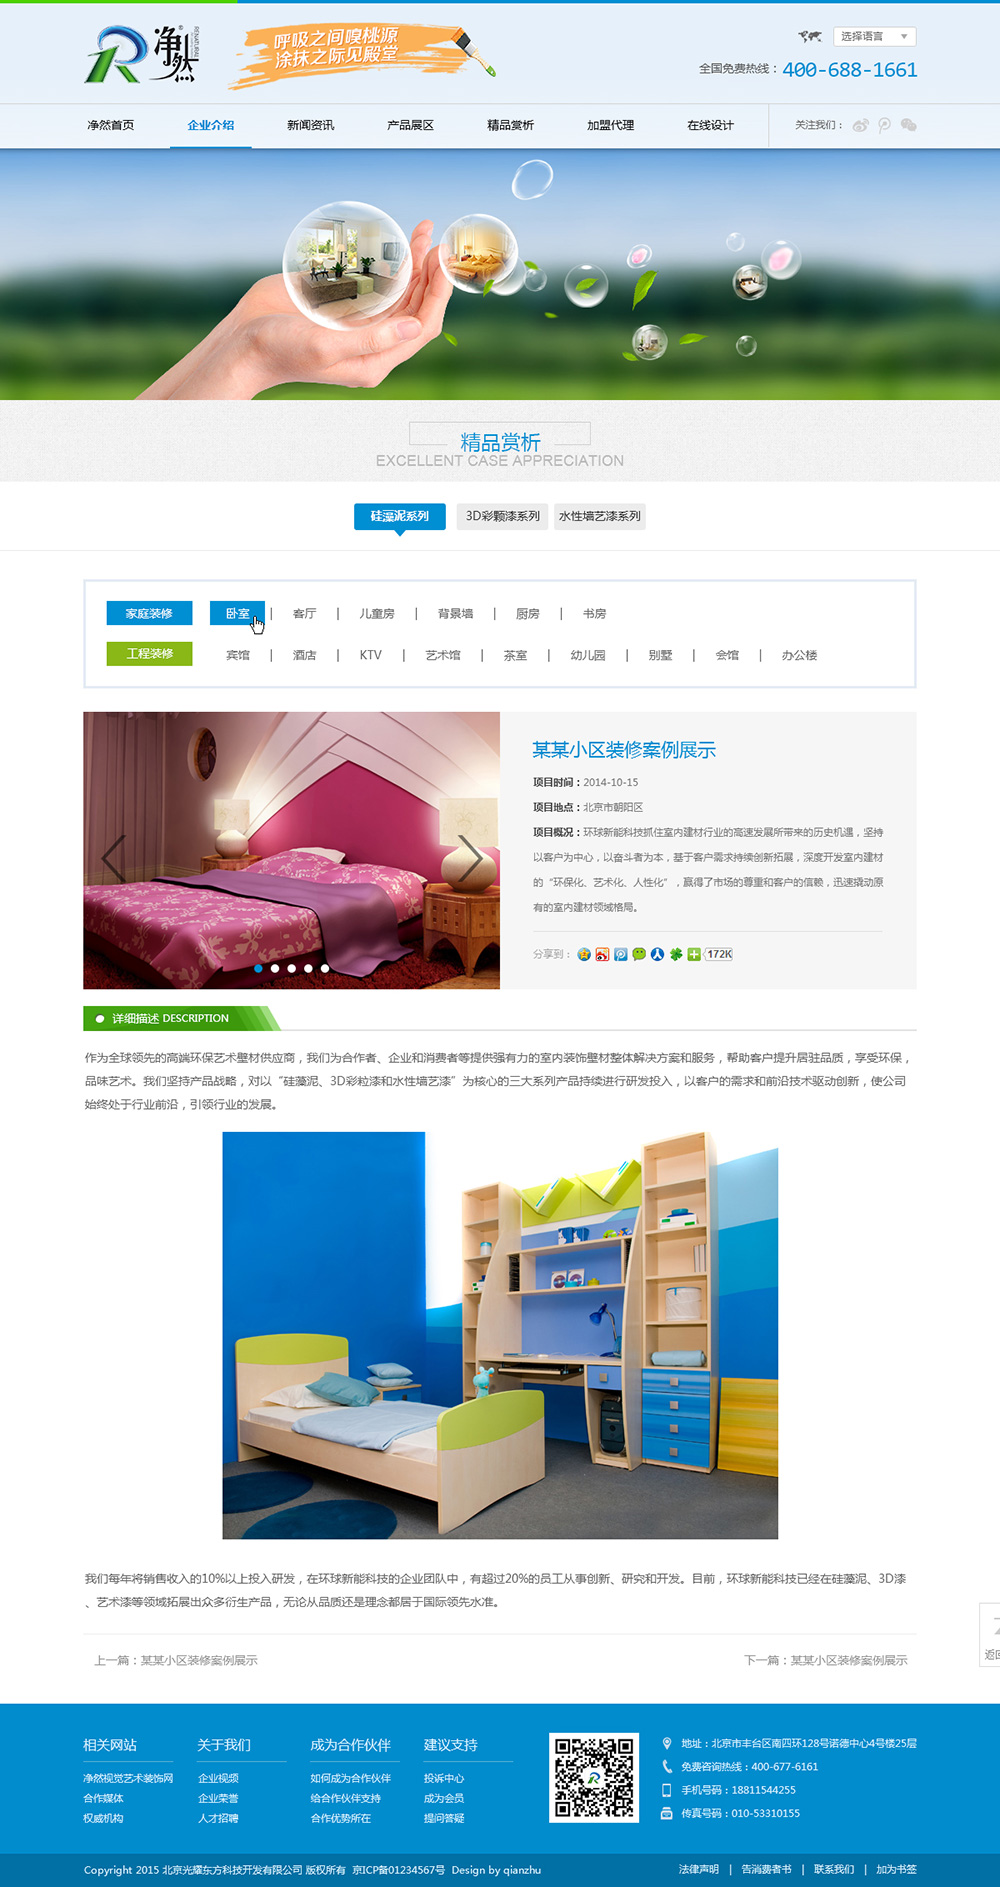 净然
呼吸之间嗅桃源
涂抹之际见殿堂
选择语言
全国免费热线：400-688-1661
净然首页 企业介绍 新闻资讯 产品展区 精品赏析 加盟代理 在线设计 关注我们：
精品赏析
EXCELLENT CASE APPRECIATION
硅藻泥系列 3D彩颗漆系列 水性墙艺漆系列
家庭装修 卧室 | 客厅 | 儿童房 | 背景墙 | 厨房 | 书房
工程装修 宾馆 | 酒店 | KTV | 艺术馆 | 茶室 | 幼儿园 | 别墅 | 会馆 | 办公楼
某某小区装修案例展示
项目时间：2014-10-15
项目地点：北京市朝阳区
项目概况：环球新能科技抓住室内建材行业的高速发展所带来的历史机遇，坚持
以客户为中心，以奋斗者为本，基于客户需求持续创新拓展，深度开发室内建材
的“环保化、艺术化、人性化”，赢得了市场的尊重和客户的信赖，迅速撬动原
有的室内建材领域格局。
分享到： 172K
详细描述 DESCRIPTION
作为全球领先的高端环保艺术壁材供应商，我们为合作者、企业和消费者等提供强有力的室内装饰壁材整体解决方案和服务，帮助客户提升居驻品质，享受环保，
品味艺术。我们坚持产品战略，对以“硅藻泥、3D彩粒漆和水性墙艺漆”为核心的三大系列产品持续进行研发投入，以客户的需求和前沿技术驱动创新，使公司
始终处于行业前沿，引领行业的发展。
我们每年将销售收入的10%以上投入研发，在环球新能科技的企业团队中，有超过20%的员工从事创新、研究和开发。目前，环球新能科技已经在硅藻泥、3D漆
、艺术漆等领域拓展出众多衍生产品，无论从品质还是理念都居于国际领先水准。
上一篇：某某小区装修案例展示 下一篇：某某小区装修案例展示
返回
相关网站 关于我们 成为合作伙伴 建议支持
净然视觉艺术装饰网 企业视频 如何成为合作伙伴 投诉中心
合作媒体 企业荣誉 给合作伙伴支持 成为会员
权威机构 人才招聘 合作优势所在 提问答疑
地址：北京市丰台区南四环128号诺德中心4号楼25层
免费咨询热线：400-677-6161
手机号码：18811544255
传真号码：010-53310155
Copyright 2015 北京光耀东方科技开发有限公司 版权所有 京ICP备01234567号 Design by qianzhu
法律声明 | 告消费者书 | 联系我们 | 加为书签